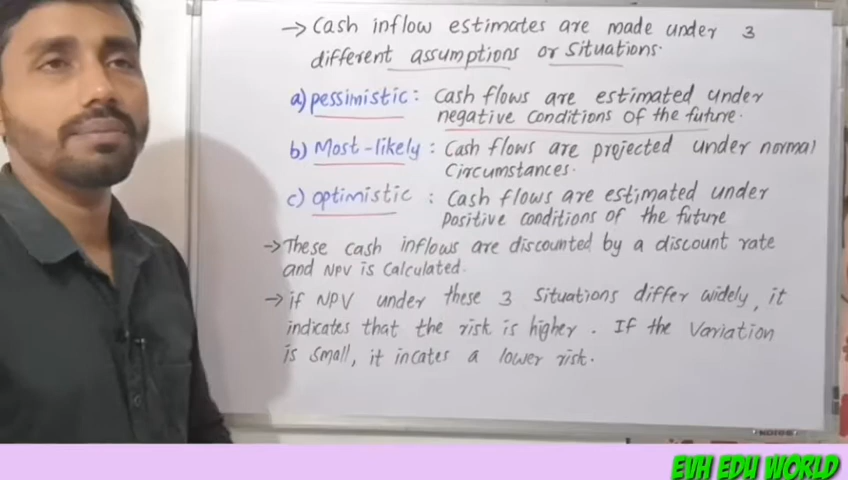 → Cash inflow estimates are made under 3
different assumptions or situations.
a) pessimistic: Cash flows are estimated under
negative conditions of the future.
b) Most-likely : Cash flows are projected under normal
Circumstances.
c) optimistic : Cash flows are estimated under
positive conditions of the future
→ These cash inflows are discounted by a discount rate
and NPV is Calculated.
→ if NPV under these 3 Situations differ widely, it
indicates that the risk is higher. If the Variation
is small, it incates a lower risk.
EVH EDU WORLD